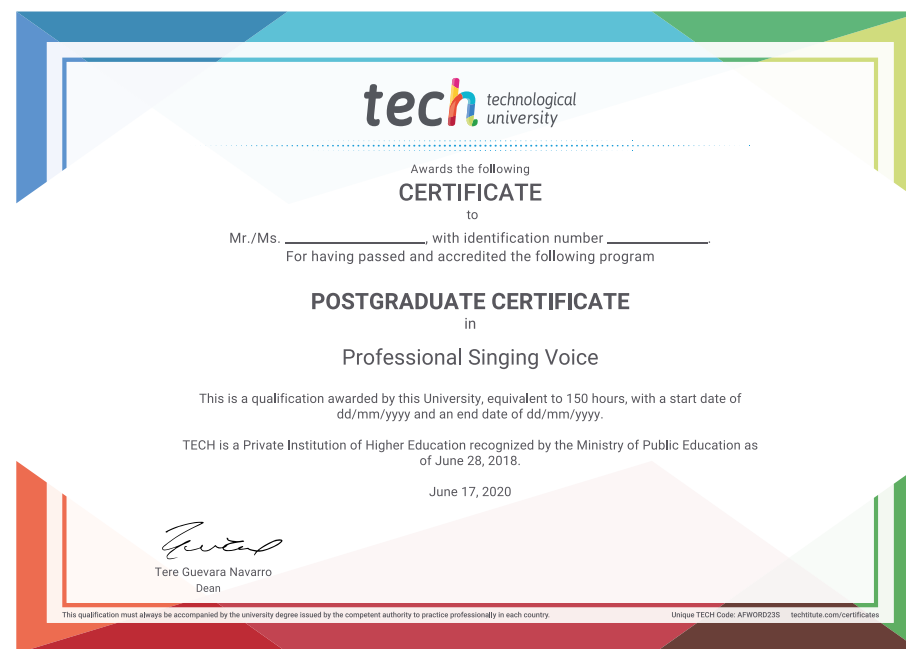 tech technological
university
Awards the following
CERTIFICATE
to
Mr./Ms. ____________________, with identification number ______________.
For having passed and accredited the following program
POSTGRADUATE CERTIFICATE
in
Professional Singing Voice
This is a qualification awarded by this University, equivalent to 150 hours, with a start date of
dd/mm/yyyy and an end date of dd/mm/yyyy.
TECH is a Private Institution of Higher Education recognized by the Ministry of Public Education as
of June 28, 2018.
June 17, 2020
Tere Guevara Navarro
Dean
This qualification must always be accompanied by the university degree issued by the competent authority to practice professionally in each country.
Unique TECH Code: AFWORD23S techtitute.com/certificates